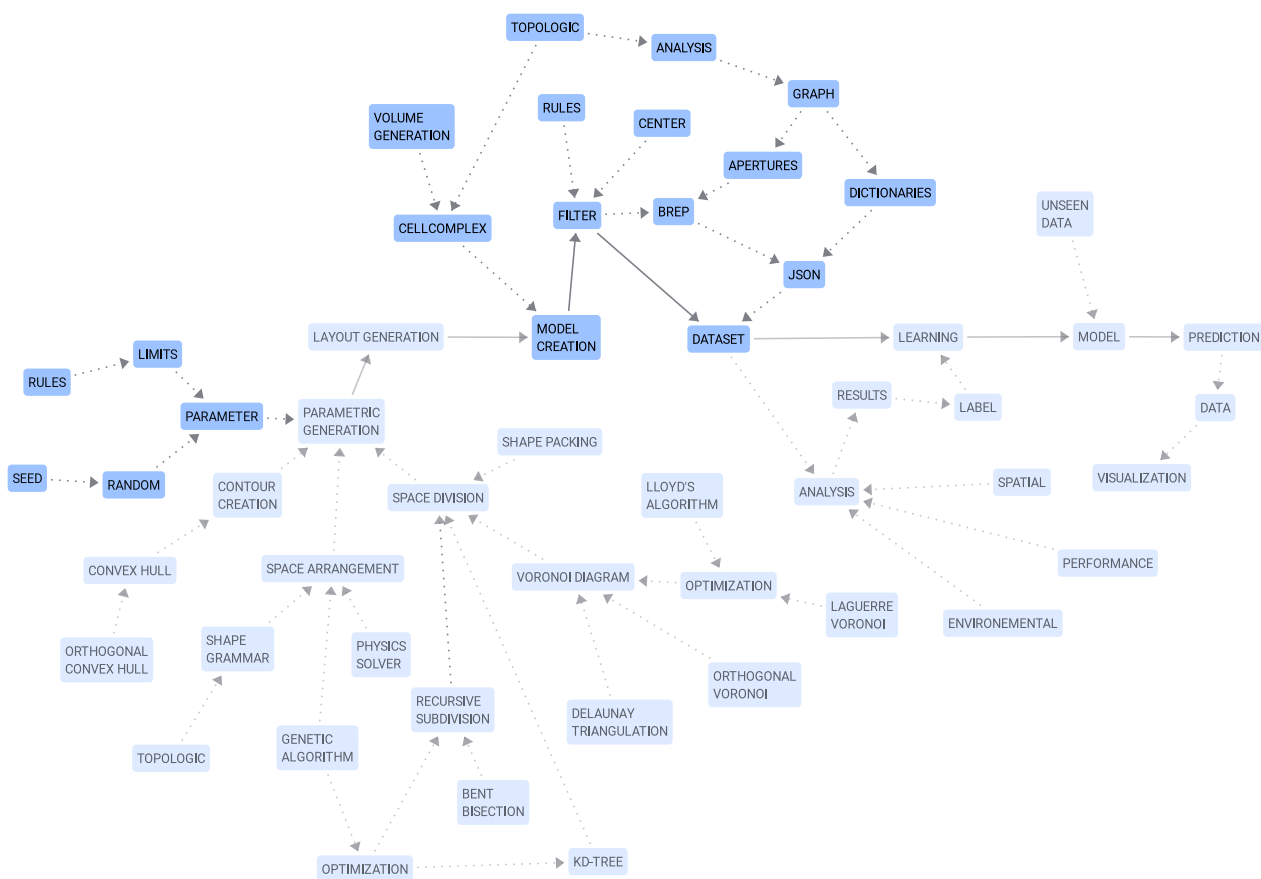 TOPOLOGIC
ANALYSIS
GRAPH
RULES
VOLUME
GENERATION
CENTER
APERTURES
DICTIONARIES
UNSEEN
DATA
FILTER
BREP
CELLCOMPLEX
JSON
LAYOUT GENERATION
MODEL
CREATION
DATASET
LEARNING
MODEL
PREDICTION
LIMITS
RULES
RESULTS
LABEL
DATA
PARAMETER
PARAMETRIC
GENERATION
SHAPE PACKING
SEED
RANDOM
CONTOUR
CREATION
SPACE DIVISION
LLOYD'S
ALGORITHM
ANALYSIS
SPATIAL
VISUALIZATION
CONVEX HULL
SPACE ARRANGEMENT
VORONOI DIAGRAM
OPTIMIZATION
PERFORMANCE
LAGUERRE
VORONOI
ENVIRONEMENTAL
ORTHOGONAL
CONVEX HULL
SHAPE
GRAMMAR
PHYSICS
SOLVER
ORTHOGONAL
VORONOI
RECURSIVE
SUBDIVISION
DELAUNAY
TRIANGULATION
TOPOLOGIC
GENETIC
ALGORITHM
BENT
BISECTION
OPTIMIZATION
KD-TREE